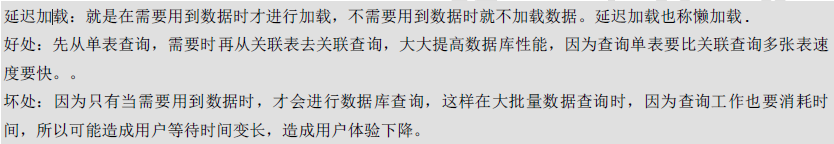 延迟加载：就是在需要用到数据时才进行加载，不需要用到数据时就不加载数据。延迟加载也称懒加载．
好处：先从单表查询，需要时再从关联表去关联查询，大大提高数据库性能，因为查询单表要比关联查询多张表速
度要快。。
坏处：因为只有当需要用到数据时，才会进行数据库查询，这样在大批量数据查询时，因为查询工作也要消耗时
间，所以可能造成用户等待时间变长，造成用户体验下降。